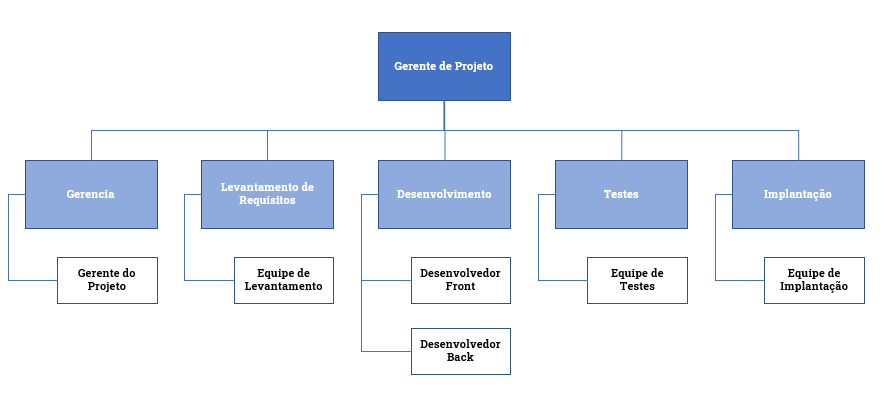 Gerente de Projeto
Gerencia
Levantamento de
Requisitos
Desenvolvimento
Testes
Implantação
Gerente do
Projeto
Equipe de
Levantamento
Desenvolvedor
Front
Equipe de
Testes
Equipe de
Implantação
Desenvolvedor
Back